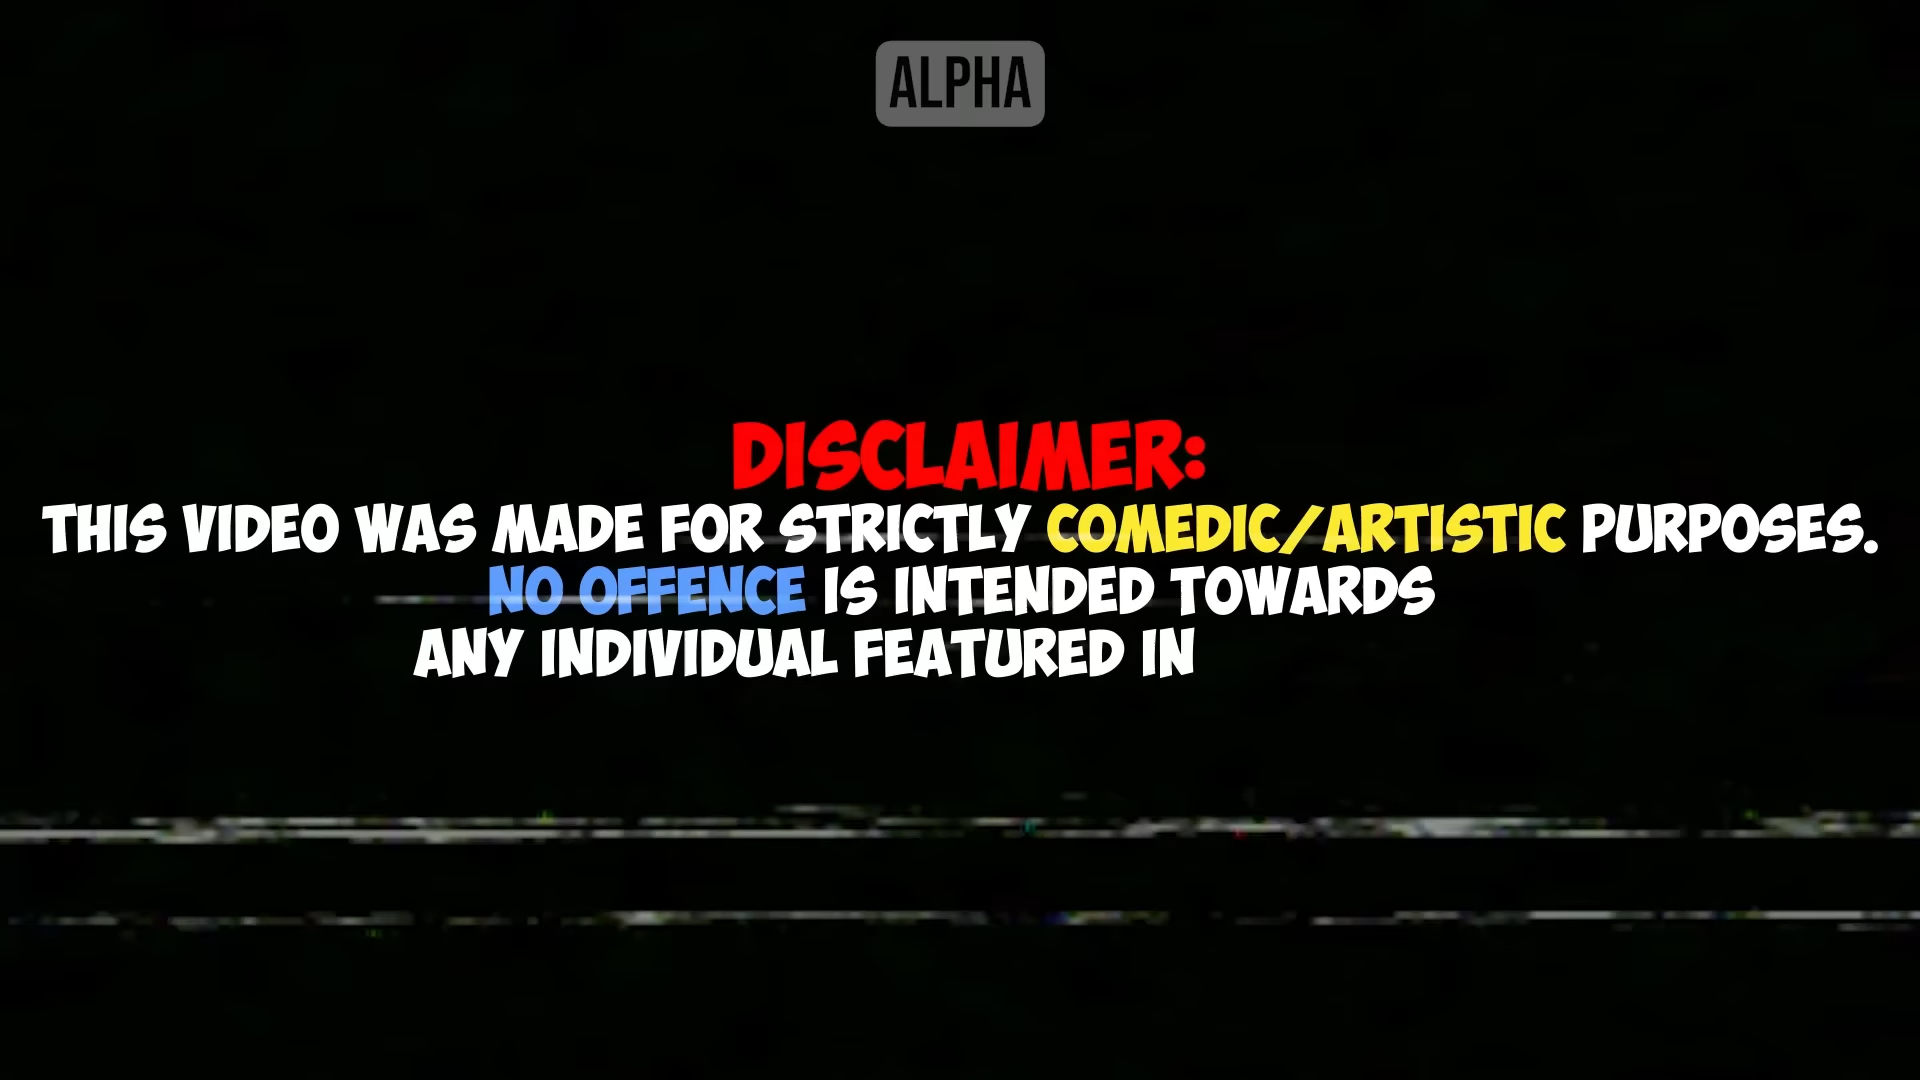 ALPHA
DISCLAIMER:
THIS VIDEO WAS MADE FOR STRICTLY COMEDIC/ARTISTIC PURPOSES.
NO OFFENCE IS INTENDED TOWARDS
ANY INDIVIDUAL FEATURED IN